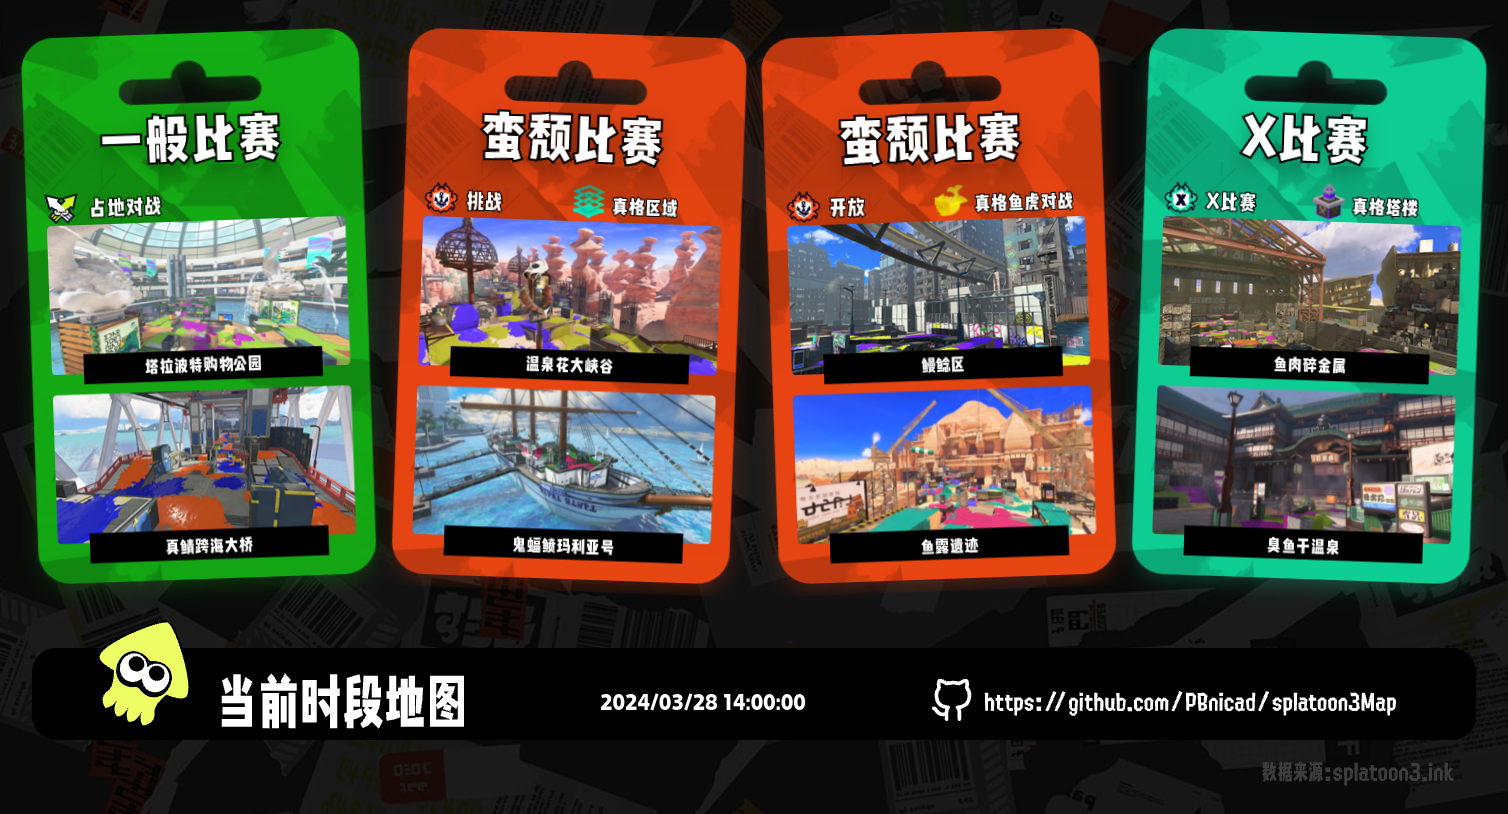 一般比赛
占地对战
塔拉波特购物公园
真鲭跨海大桥
蛮颓比赛
挑战
真格区域
温泉花大峡谷
鬼蝠鲼玛利亚号
蛮颓比赛
开放
真格鱼虎对战
鳗鲶区
鱼露遗迹
X比赛
X比赛
真格塔楼
鱼肉碎金属
臭鱼干温泉
当前时段地图
2024/03/28 14:00:00
https://github.com/PBnicad/splatoon3Map
数据来源:splatoon3.ink